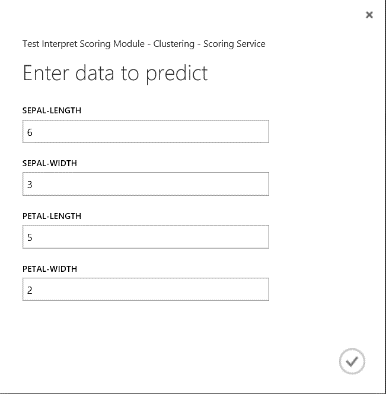 Test Interpret Scoring Module - Clustering - Scoring Service
Enter data to predict
SEPAL-LENGTH
6
SEPAL-WIDTH
3
PETAL-LENGTH
5
PETAL-WIDTH
2